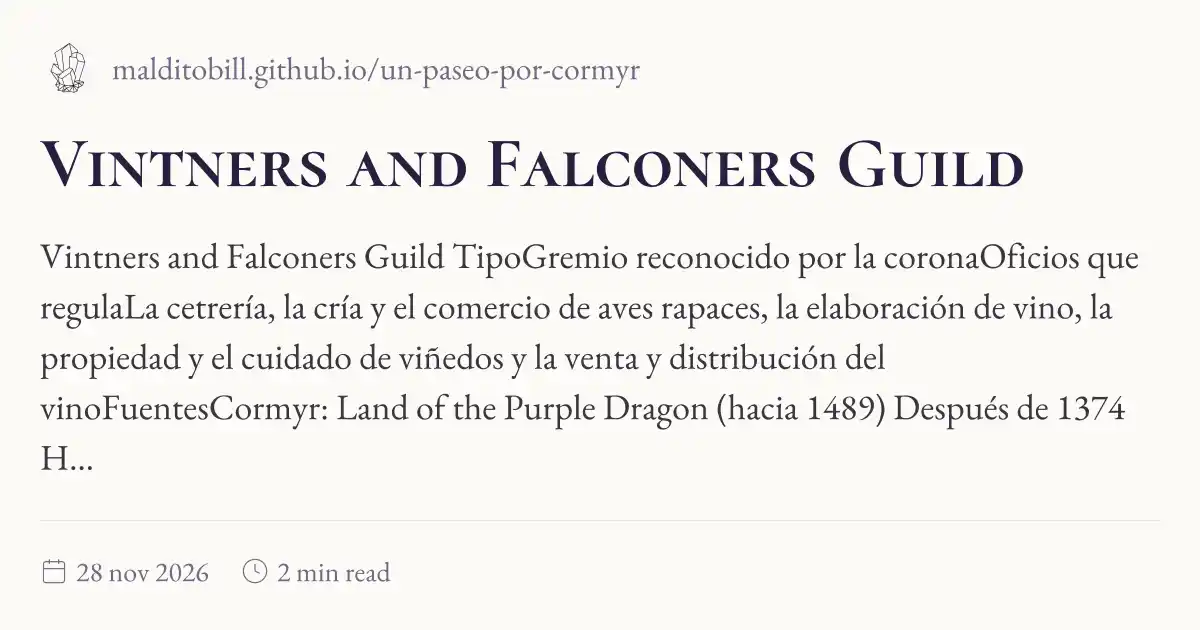 malditobill.github.io/un-paseo-por-cormyr
Vintners and Falconers Guild
Vintners and Falconers Guild TipoGremio reconocido por la coronaOficios que
regulaLa cetrería, la cría y el comercio de aves rapaces, la elaboración de vino, la
propiedad y el cuidado de viñedos y la venta y distribución del
vinoFuentesCormyr: Land of the Purple Dragon (hacia 1489) Después de 1374
H...
28 nov 2026 2 min read